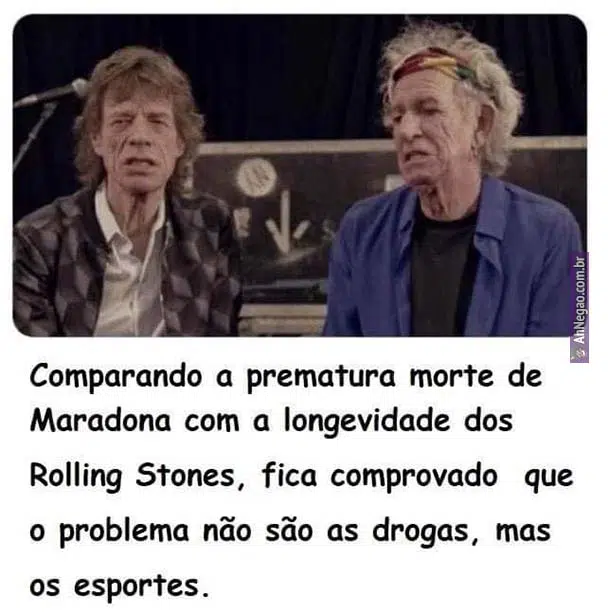 Comparando a prematura morte de
Maradona com a longevidade dos
Rolling Stones, fica comprovado que
o problema não são as drogas, mas
os esportes.
AhNegao.com.br